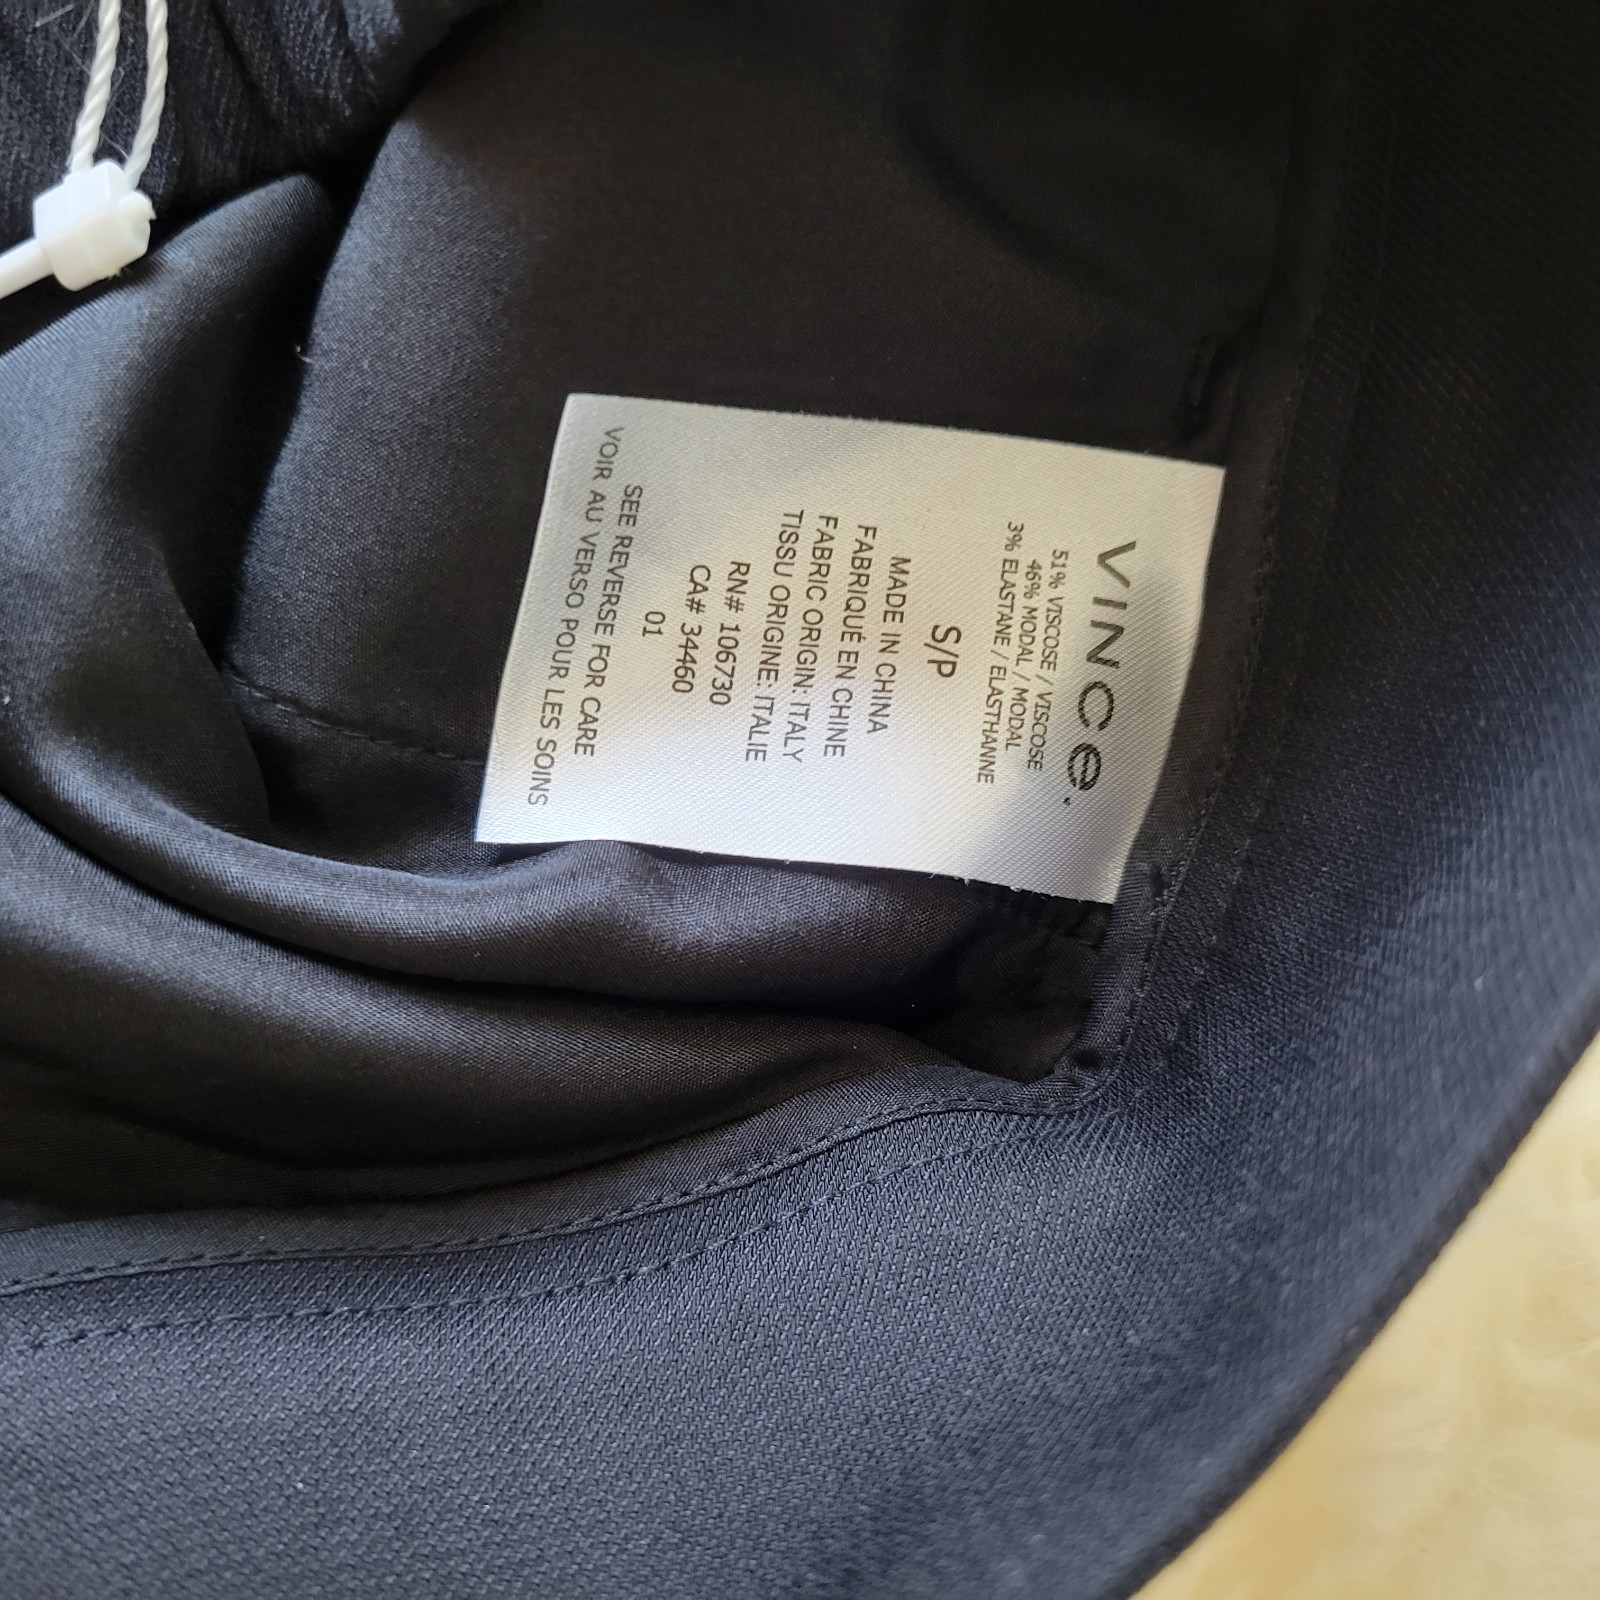 VINCE.
51% VISCOSE / VISCOSE
46% MODAL / MODAL
3% ELASTANE / ELASTHANNE
S/P
MADE IN CHINA
FABRIQUÉ EN CHINE
FABRIC ORIGIN: ITALY
TISSU ORIGINE: ITALIE
RN# 106730
CA# 34460
01
SEE REVERSE FOR CARE
VOIR AU VERSO POUR LES SOINS